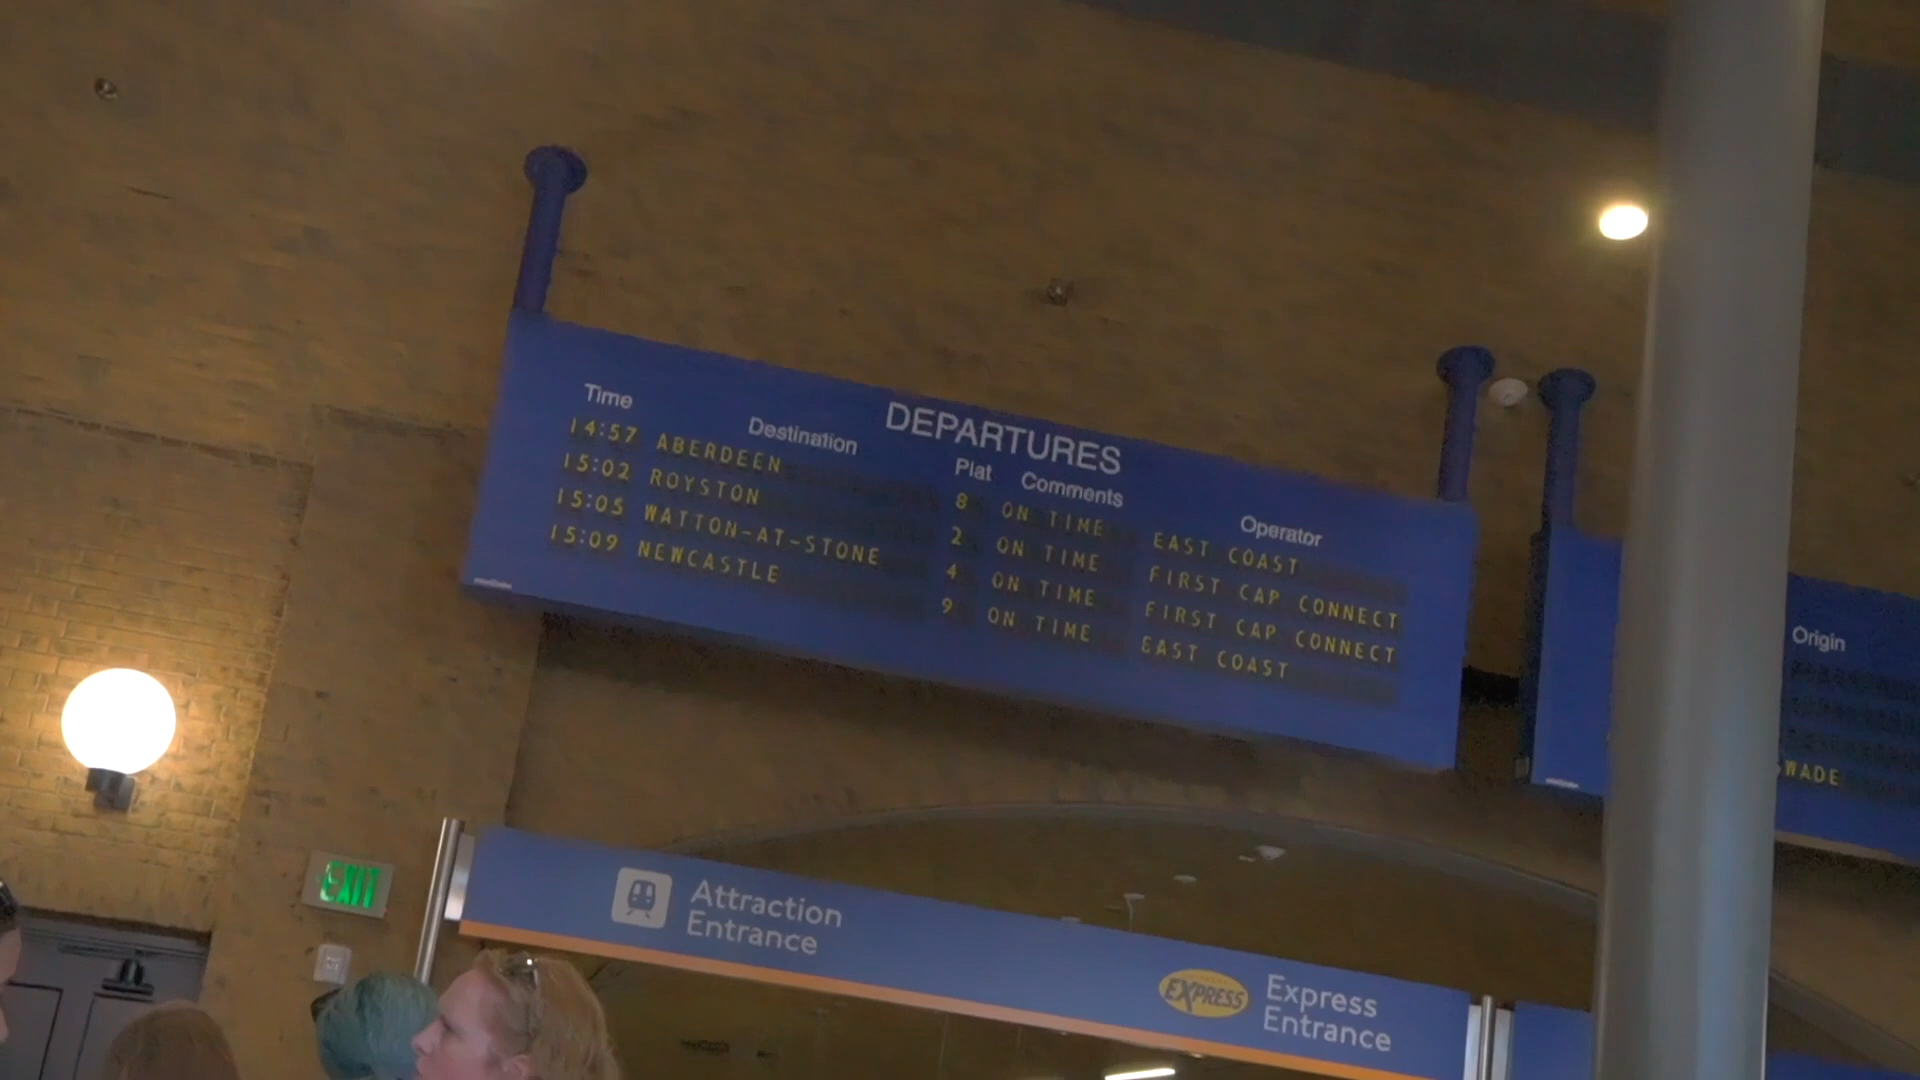 DEPARTURES
Time Destination Plat Comments Operator
14:57 ABERDEEN 8 ON TIME EAST COAST
15:02 ROYSTON 2 ON TIME FIRST CAP CONNECT
15:05 WATTON-AT-STONE 4 ON TIME FIRST CAP CONNECT
15:09 NEWCASTLE 9 ON TIME EAST COAST
Origin
WADE
EXIT
Attraction
Entrance
EXPRESS
Express
Entrance